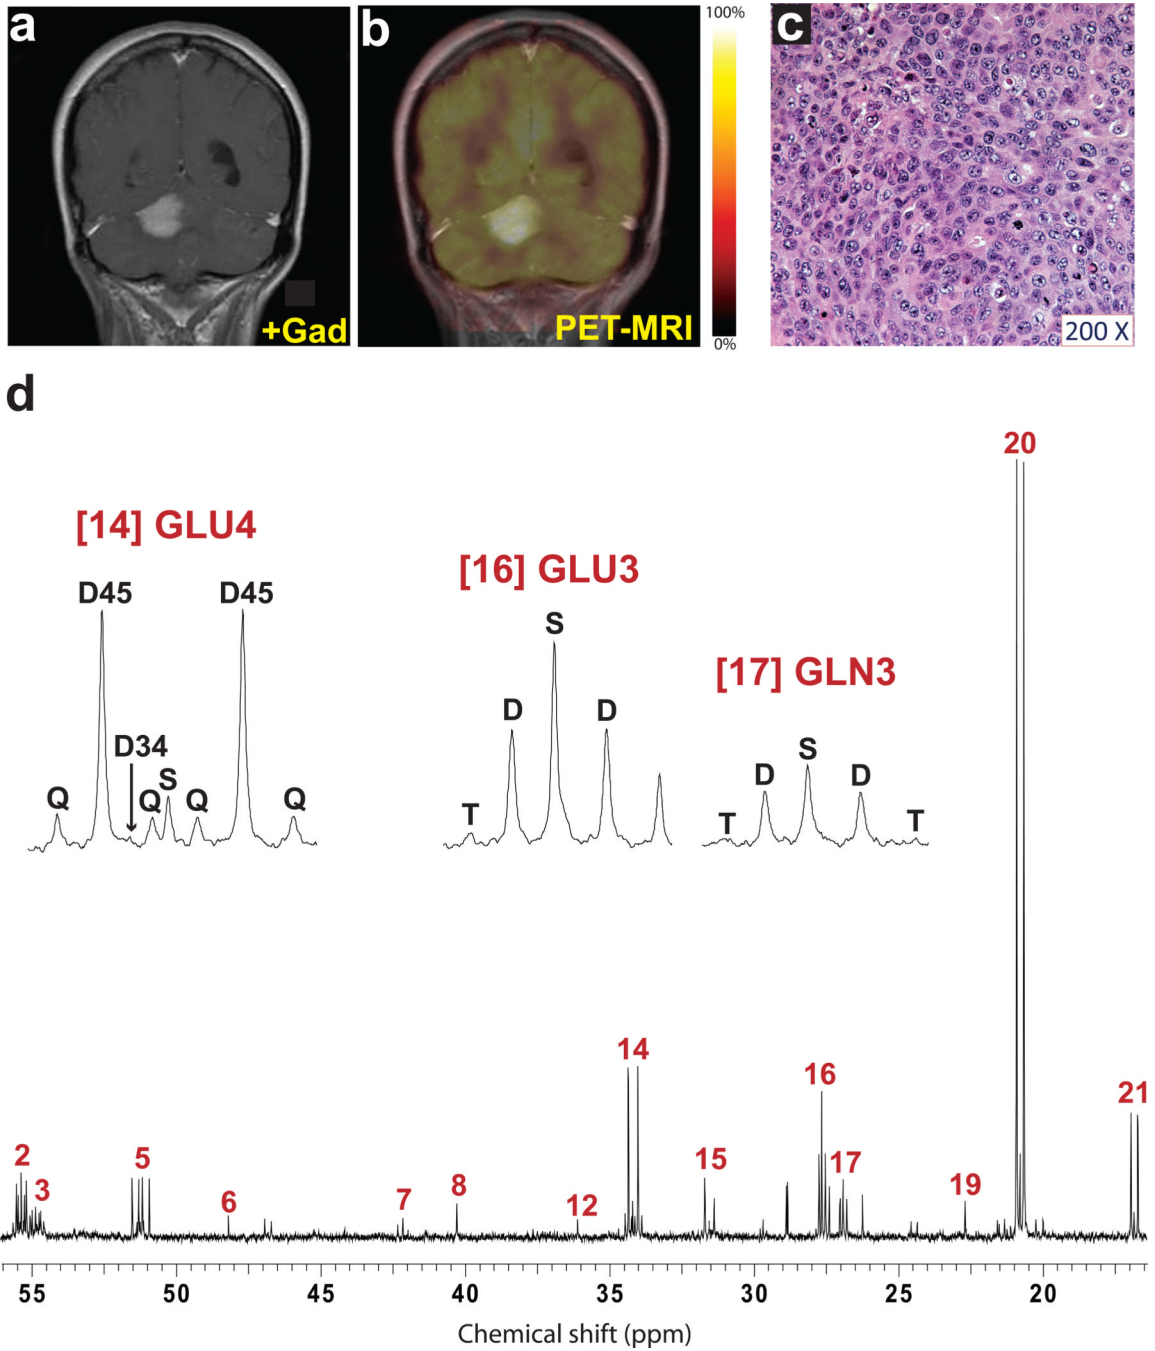 a
b
c
+Gad
PET-MRI
100%
0%
200 X
d
[14] GLU4
D45
D45
D34
Q
Q
S
Q
Q
[16] GLU3
S
D
D
T
[17] GLN3
S
D
D
T
T
20
14
16
21
2
3
5
6
7
8
12
15
17
19
55
50
45
40
35
30
25
20
Chemical shift (ppm)